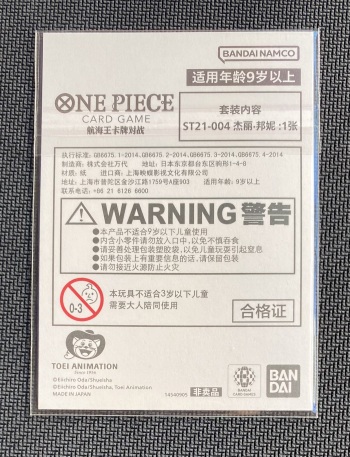 BANDAI NAMCO
适用年龄9岁以上
ONE PIECE
CARD GAME
航海王卡牌对战
套装内容
ST21-004 杰丽·邦妮 :1张
执行标准: GB6675.1-2014.GB6675.2-2014.GB6675.3-2014.GB6675.4-2014
制造商: 株式会社万代 地址: 日本东京都台东区驹形1-4-8
材质: 纸 进口商: 上海映蝶影视文化有限公司
地址: 上海市普陀区金沙江路1759号A座903 适用年龄: 9岁以上
联系电话: +86 21 6126 6600
WARNING 警告
●本产品不适合9岁以下儿童使用
●内含小零件请勿放入口中,以免不慎吞食
●请妥善处理包装塑胶袋,以免儿童玩耍引起窒息
●如果包装上有重要信息的话,请保留包装
●请勿接近火源防止火灾
0-3
本玩具不适合3岁以下儿童
需要大人陪同使用
合格证
TOEI ANIMATION
Since 1956
©Eiichiro Oda/Shueisha
©Eiichiro Oda/Shueisha, Toei Animation
MADE IN JAPAN
非卖品
BANDAI
CARD GAMES
BAN
DAI